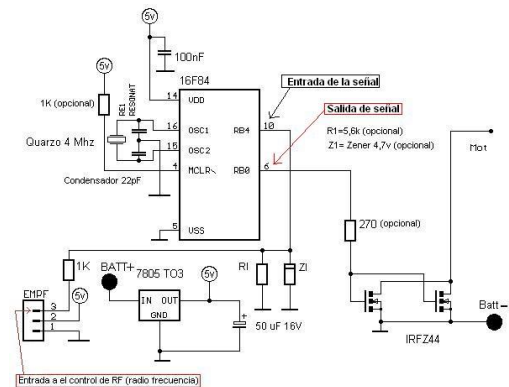 5v
100nF
5v
16F84
Entrada de la señal
1K (opcional)
RE1
RESONAT
14
VDD
Salida de señal
16
OSC1
RB4
10
R1=5,6k (opcional)
Quarzo 4 Mhz
15
OSC2
Z1= Zener 4,7v (opcional)
Mot
4
MCLR\
RB0
6
Condensador 22pF
5
VSS
270 (opcional)
1K
BATT+
7805 TO3
5v
RI
ZI
EMPF
5v
IN OUT
GND
Batt-
3
2
1
50 uF 16V
IRFZ44
Entrada a el control de RF (radio frecuencia)